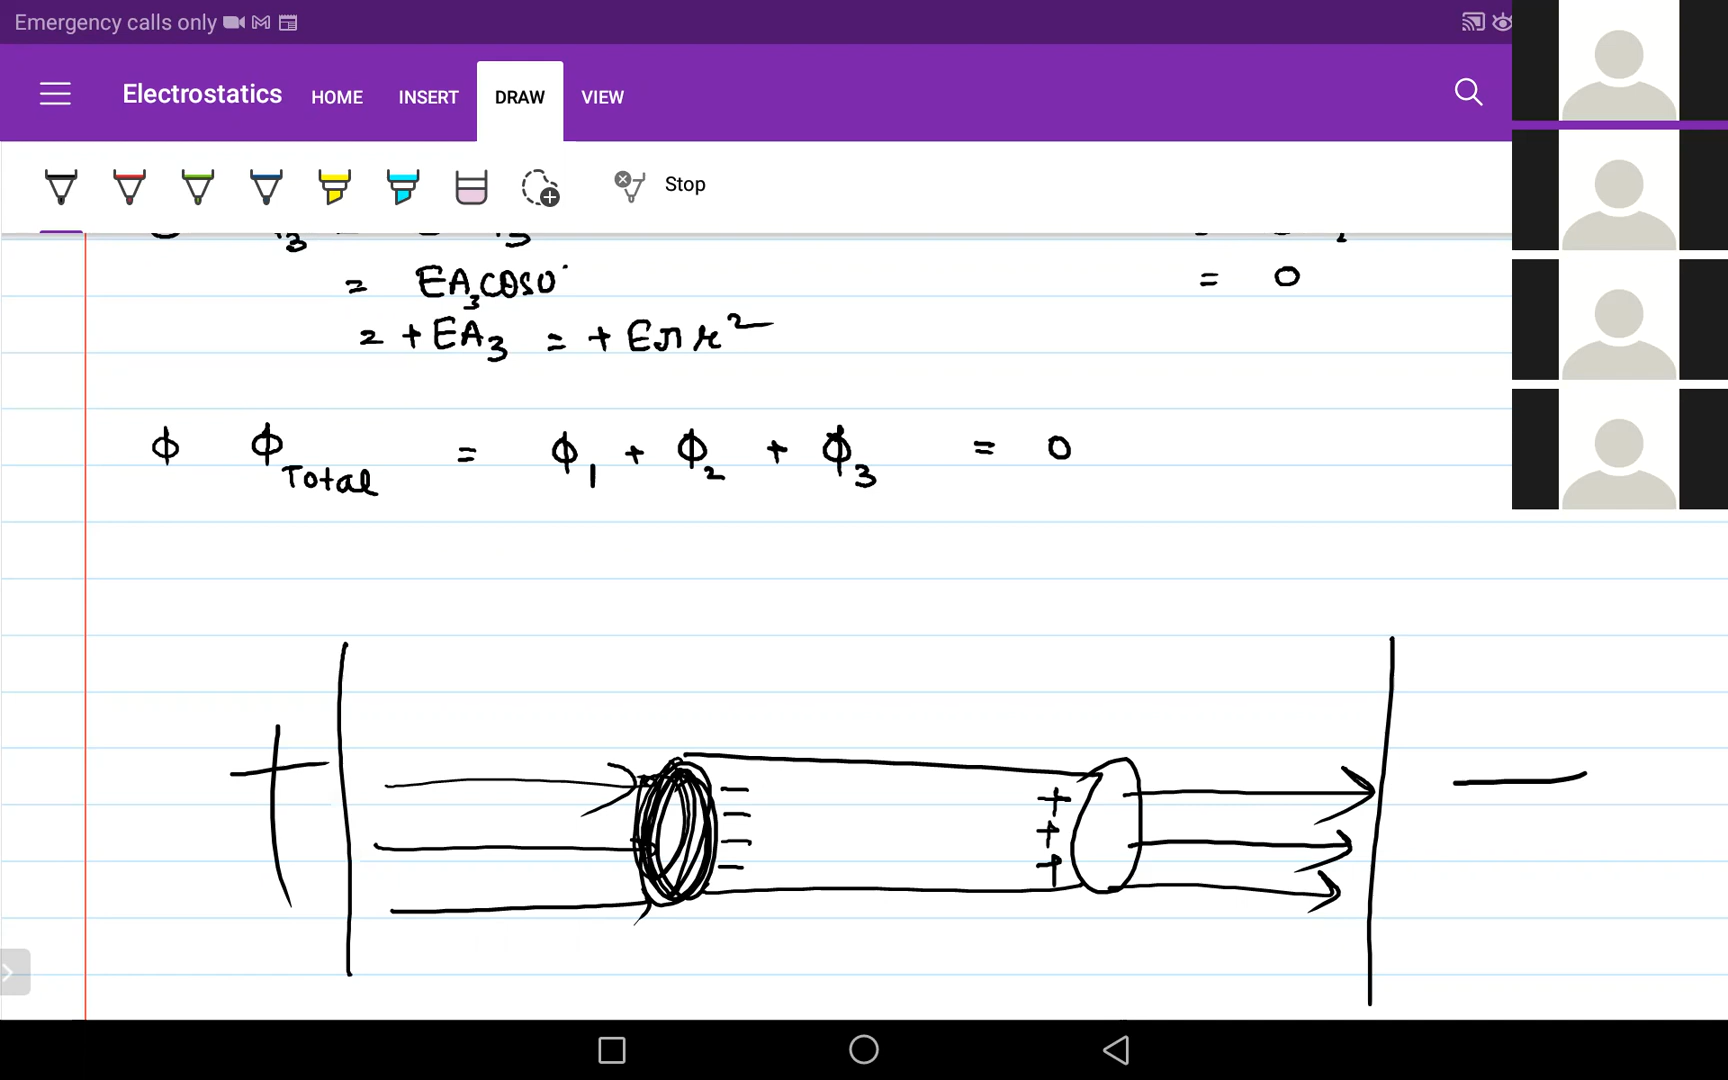 Emergency calls only
Electrostatics HOME INSERT DRAW VIEW
Stop
= EA₃cos0° = 0
= + EA₃ = + Eπr²
ϕ ϕTotal = ϕ₁ + ϕ₂ + ϕ₃ = 0
+ −
− +
− +
− +
−